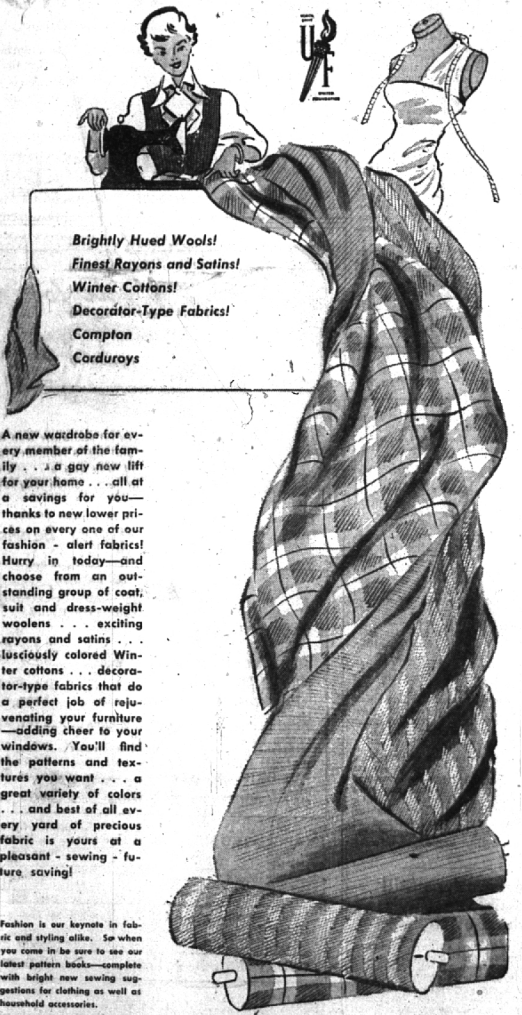 UNITED
GIVE
U
F
UNITED
FOUNDATION
Brightly Hued Wools!
Finest Rayons and Satins!
Winter Cottons!
Decorator-Type Fabrics!
Compton
Corduroys
A new wardrobe for ev-
ery member of the fam-
ily . . . a gay new lift
for your home . . . all at
a savings for you—
thanks to new lower pri-
ces on every one of our
fashion - alert fabrics!
Hurry in today—and
choose from an out-
standing group of coat,
suit and dress-weight
woolens . . . exciting
rayons and satins . . .
lusciously colored Win-
ter cottons . . . decora-
tor-type fabrics that do
a perfect job of reju-
venating your furniture
—adding cheer to your
windows. You'll find
the patterns and tex-
tures you want . . . a
great variety of colors
. . . and best of all ev-
ery yard of precious
fabric is yours at a
pleasant - sewing - fu-
ture saving!
Fashion is our keynote in fab-
ric and styling alike. So when
you come in be sure to see our
latest pattern books—complete
with bright new sewing sug-
gestions for clothing as well as
household accessories.